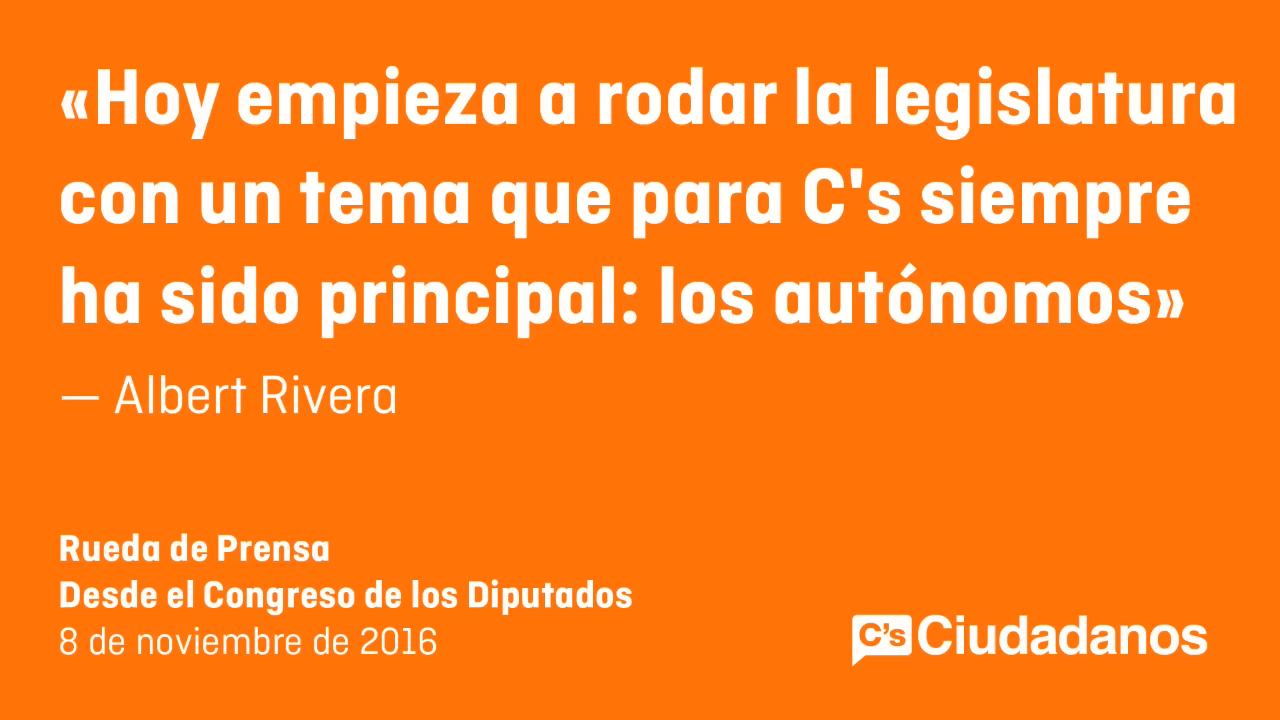 «Hoy empieza a rodar la legislatura
con un tema que para C's siempre
ha sido principal: los autónomos»
— Albert Rivera
Rueda de Prensa
Desde el Congreso de los Diputados
8 de noviembre de 2016
C's Ciudadanos